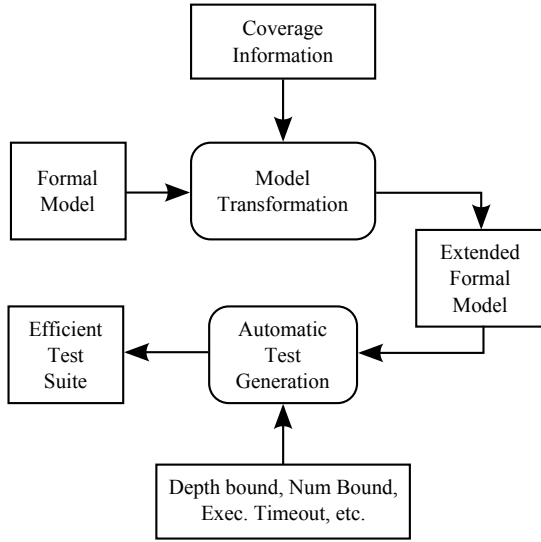 Coverage
Information
Formal
Model
Model
Transformation
Extended
Formal
Model
Efficient
Test
Suite
Automatic
Test
Generation
Depth bound, Num Bound,
Exec. Timeout, etc.